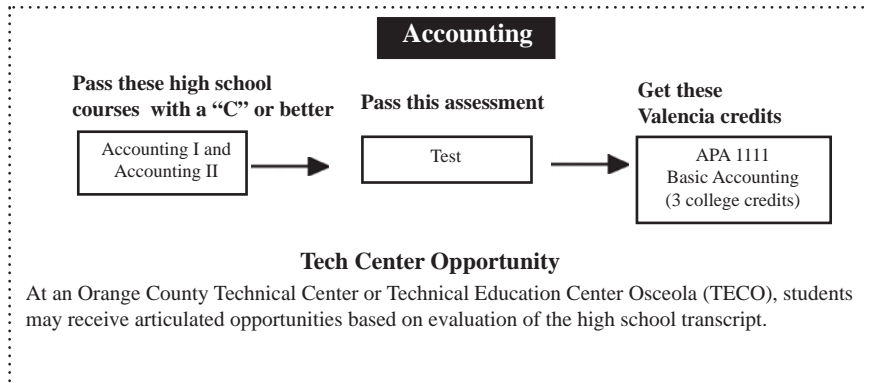 Accounting
Pass these high school
courses with a “C” or better
Accounting I and
Accounting II
Pass this assessment
Test
Get these
Valencia credits
APA 1111
Basic Accounting
(3 college credits)
Tech Center Opportunity
At an Orange County Technical Center or Technical Education Center Osceola (TECO), students
may receive articulated opportunities based on evaluation of the high school transcript.